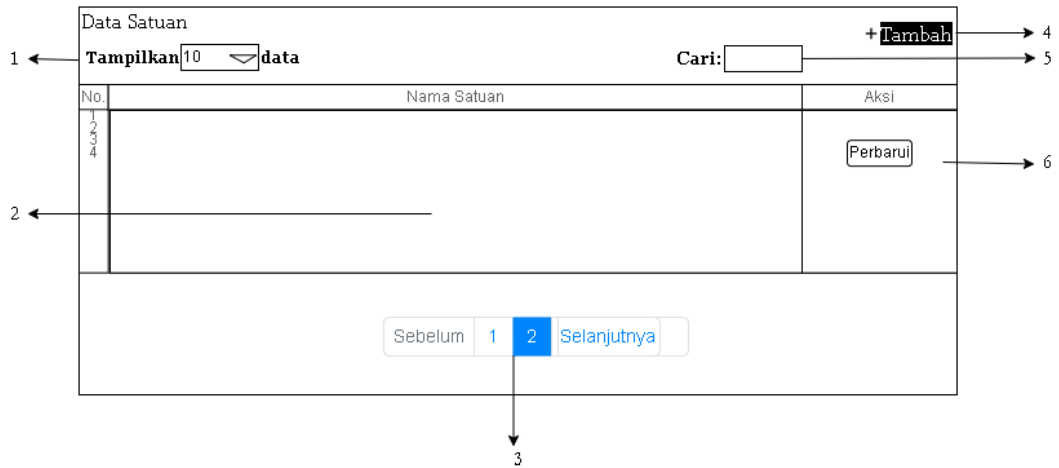 Data Satuan
+Tambah
4
1
Tampilkan 10 data
Cari:
5
No.
Nama Satuan
Aksi
1
2
3
4
Perbarui
6
2
Sebelum 1 2 Selanjutnya
3